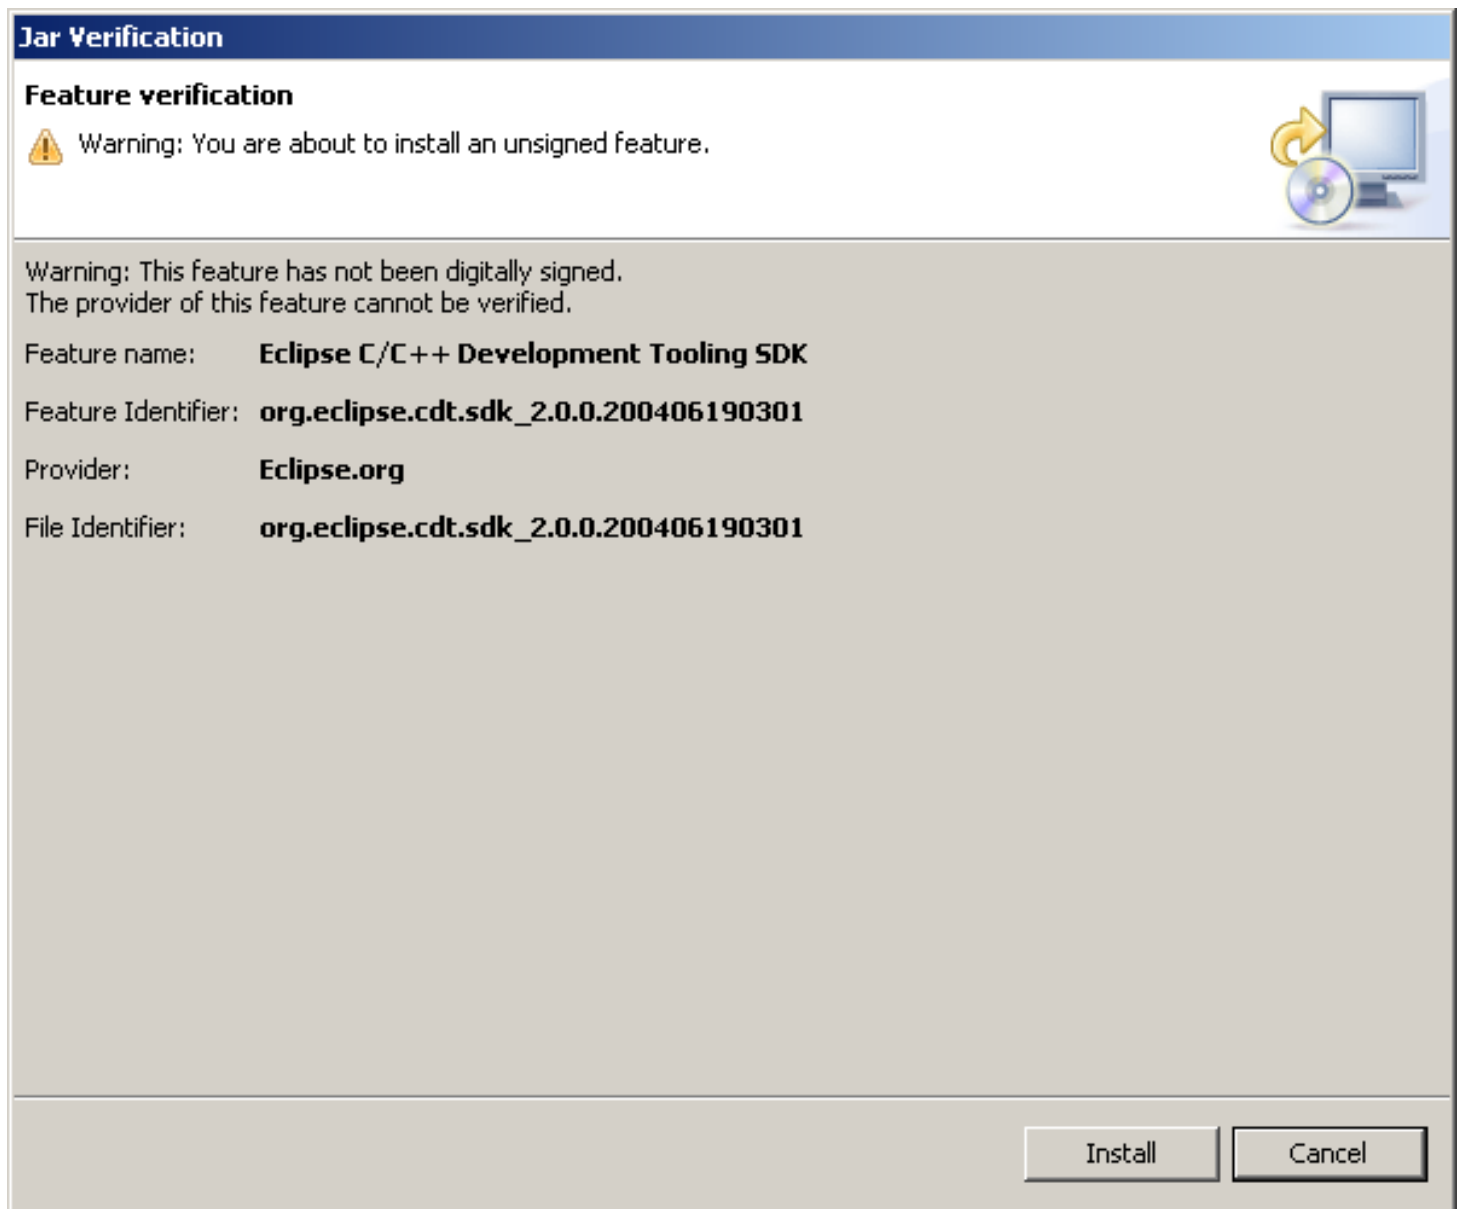 Jar Verification
Feature verification
Warning: You are about to install an unsigned feature.
Warning: This feature has not been digitally signed.
The provider of this feature cannot be verified.
Feature name: Eclipse C/C++ Development Tooling SDK
Feature Identifier: org.eclipse.cdt.sdk_2.0.0.200406190301
Provider: Eclipse.org
File Identifier: org.eclipse.cdt.sdk_2.0.0.200406190301
Install Cancel